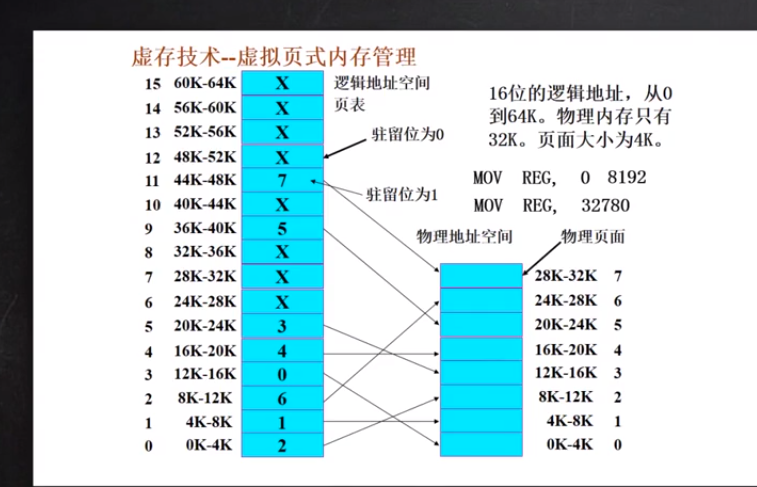 虚存技术--虚拟页式内存管理
15 60K-64K X
14 56K-60K X
13 52K-56K X
12 48K-52K X
11 44K-48K 7
10 40K-44K X
9 36K-40K 5
8 32K-36K X
7 28K-32K X
6 24K-28K X
5 20K-24K 3
4 16K-20K 4
3 12K-16K 0
2 8K-12K 6
1 4K-8K 1
0 0K-4K 2
逻辑地址空间
页表
驻留位为0
驻留位为1
16位的逻辑地址，从0
到64K。物理内存只有
32K。页面大小为4K。
MOV REG, 0 8192
MOV REG, 32780
物理地址空间
物理页面
28K-32K 7
24K-28K 6
20K-24K 5
16K-20K 4
12K-16K 3
8K-12K 2
4K-8K 1
0K-4K 0